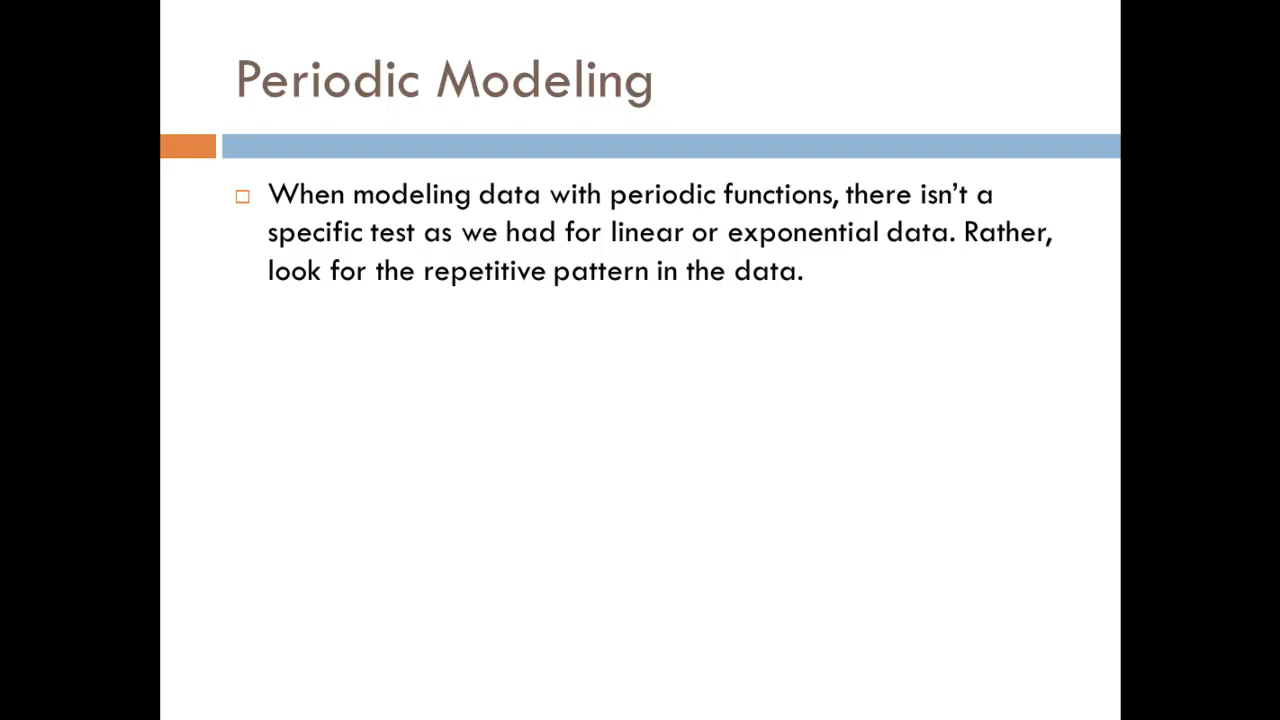 Periodic Modeling
When modeling data with periodic functions, there isn’t a
specific test as we had for linear or exponential data. Rather,
look for the repetitive pattern in the data.